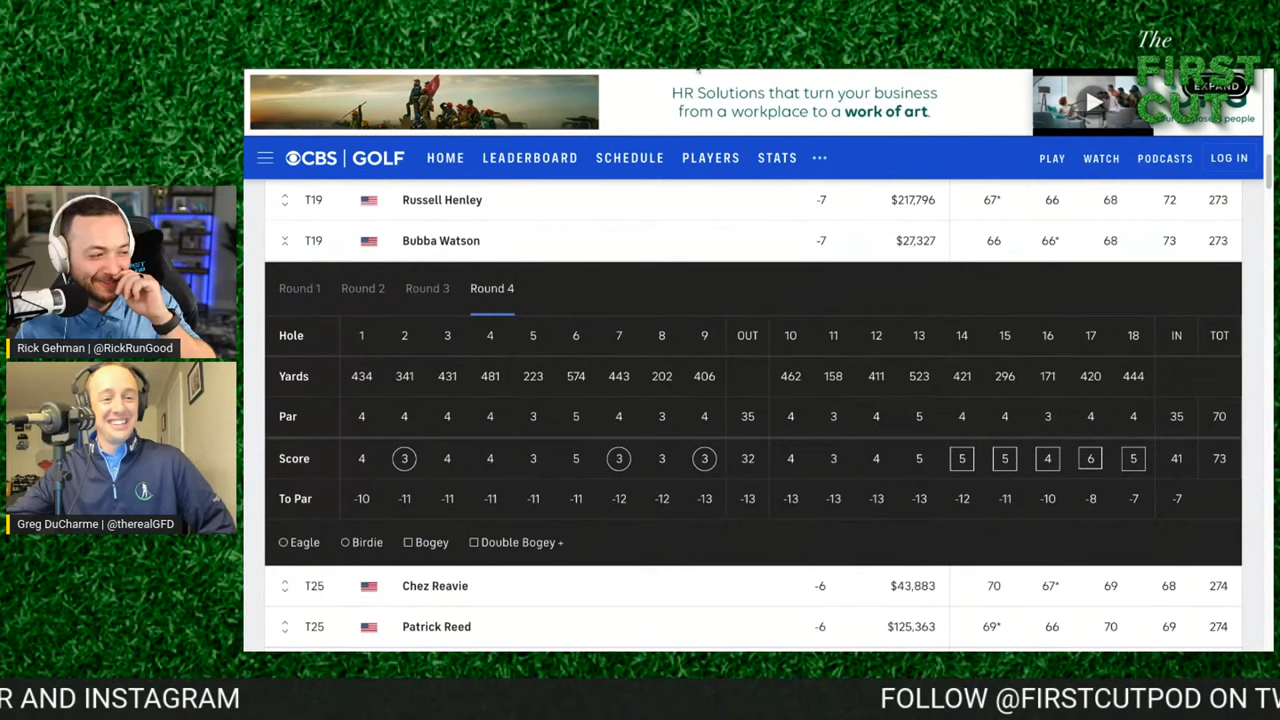 The
FIRST
CUT
HR Solutions that turn your business
from a workplace to a work of art.
EXPAND
people
CBS | GOLF HOME LEADERBOARD SCHEDULE PLAYERS STATS ••• PLAY WATCH PODCASTS LOG IN
T19 Russell Henley -7 $217,796 67* 66 68 72 273
T19 Bubba Watson -7 $27,327 66 66* 68 73 273
Round 1 Round 2 Round 3 Round 4
Hole 1 2 3 4 5 6 7 8 9 OUT 10 11 12 13 14 15 16 17 18 IN TOT
Yards 434 341 431 481 223 574 443 202 406 462 158 411 523 421 296 171 420 444
Par 4 4 4 4 3 5 4 3 4 35 4 3 4 5 4 4 3 4 4 35 70
Score 4 3 4 4 3 5 3 3 3 32 4 3 4 5 5 5 4 6 5 41 73
To Par -10 -11 -11 -11 -11 -11 -12 -12 -13 -13 -13 -13 -13 -13 -12 -11 -10 -8 -7 -7
Eagle Birdie Bogey Double Bogey +
T25 Chez Reavie -6 $43,883 70 67* 69 68 274
T25 Patrick Reed -6 $125,363 69* 66 70 69 274
Rick Gehman | @RickRunGood
Greg DuCharme | @therealGFD
R AND INSTAGRAM FOLLOW @FIRSTCUTPOD ON TW